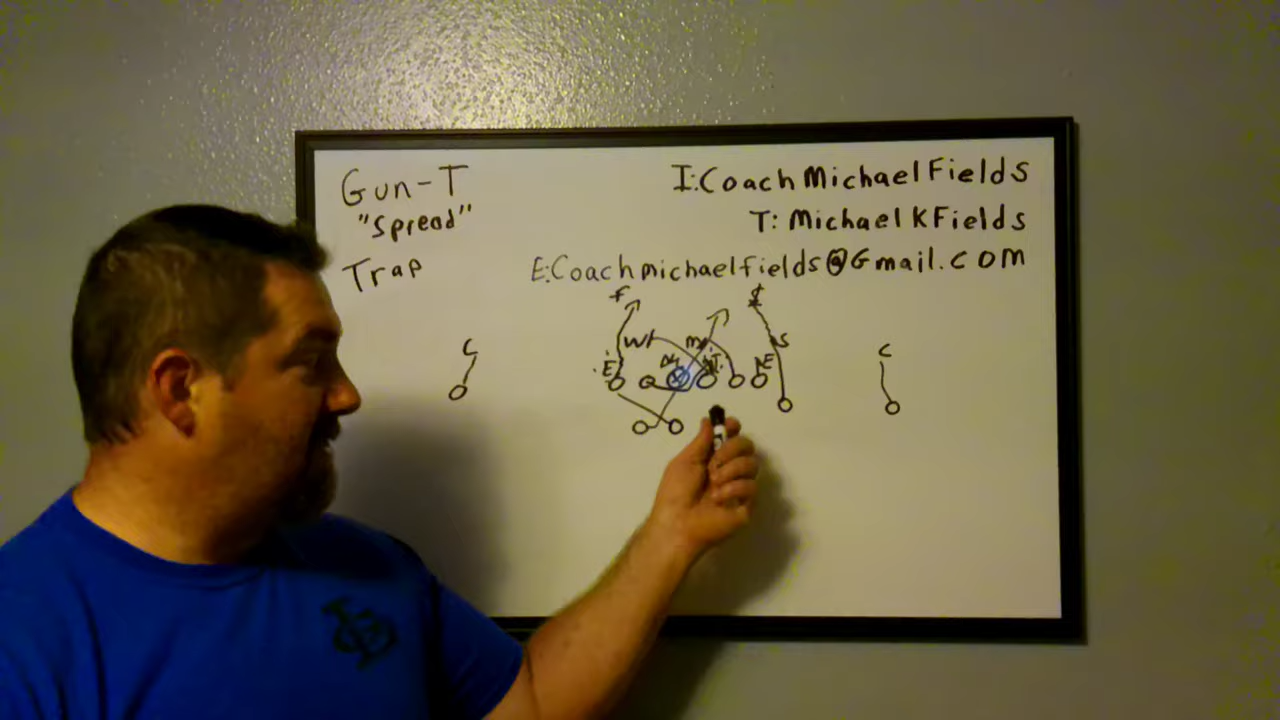 Gun-T
"Spread"
Trap
I:CoachMichaelFields
T: MichaelKFields
E:Coachmichaelfields@Gmail.com
F $
W M S
C E N T E C